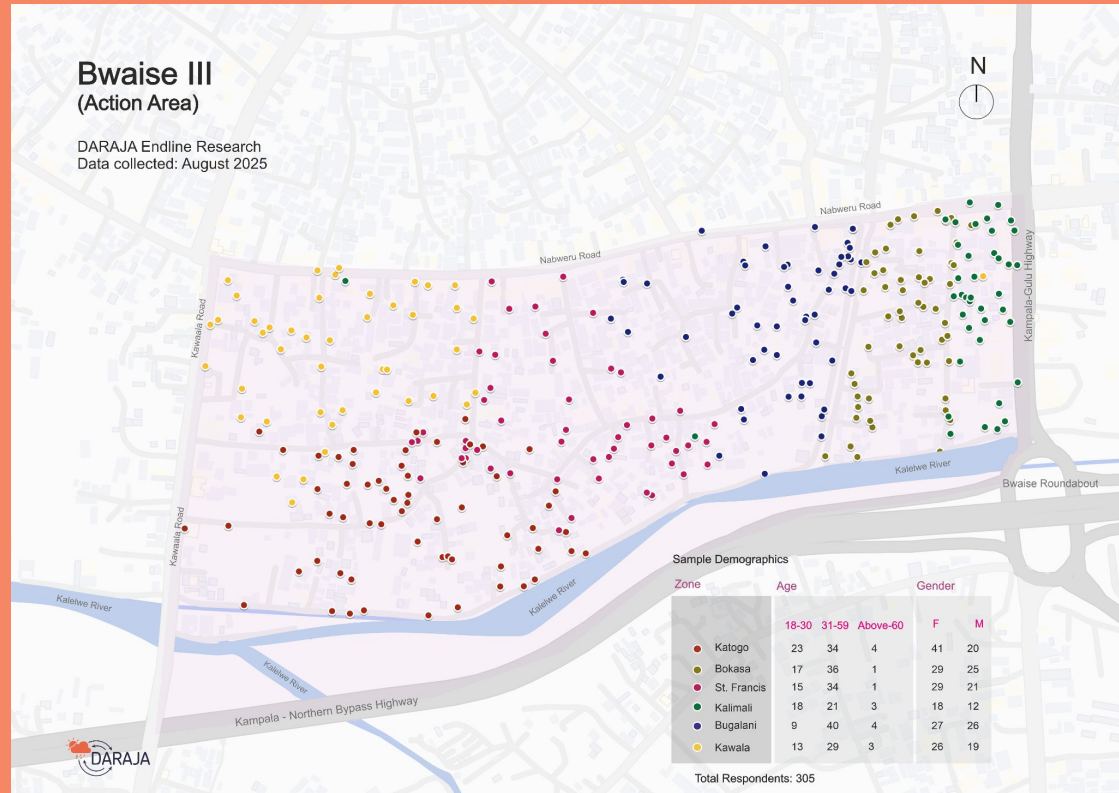 Bwaise III
(Action Area)
DARAJA Endline Research
Data collected: August 2025
N
Nabweru Road
Nabweru Road
Kawaala Road
Kampala-Gulu Highway
Kawaala Road
Kalelwe River
Bwaise Roundabout
Kalelwe River
Kalelwe River
Kalelwe River
Kampala - Northern Bypass Highway
Sample Demographics
Zone Age Gender
18-30 31-59 Above-60 F M
Katogo 23 34 4 41 20
Bokasa 17 36 1 29 25
St. Francis 15 34 1 29 21
Kalimali 18 21 3 18 12
Bugalani 9 40 4 27 26
Kawala 13 29 3 26 19
Total Respondents: 305
DARAJA